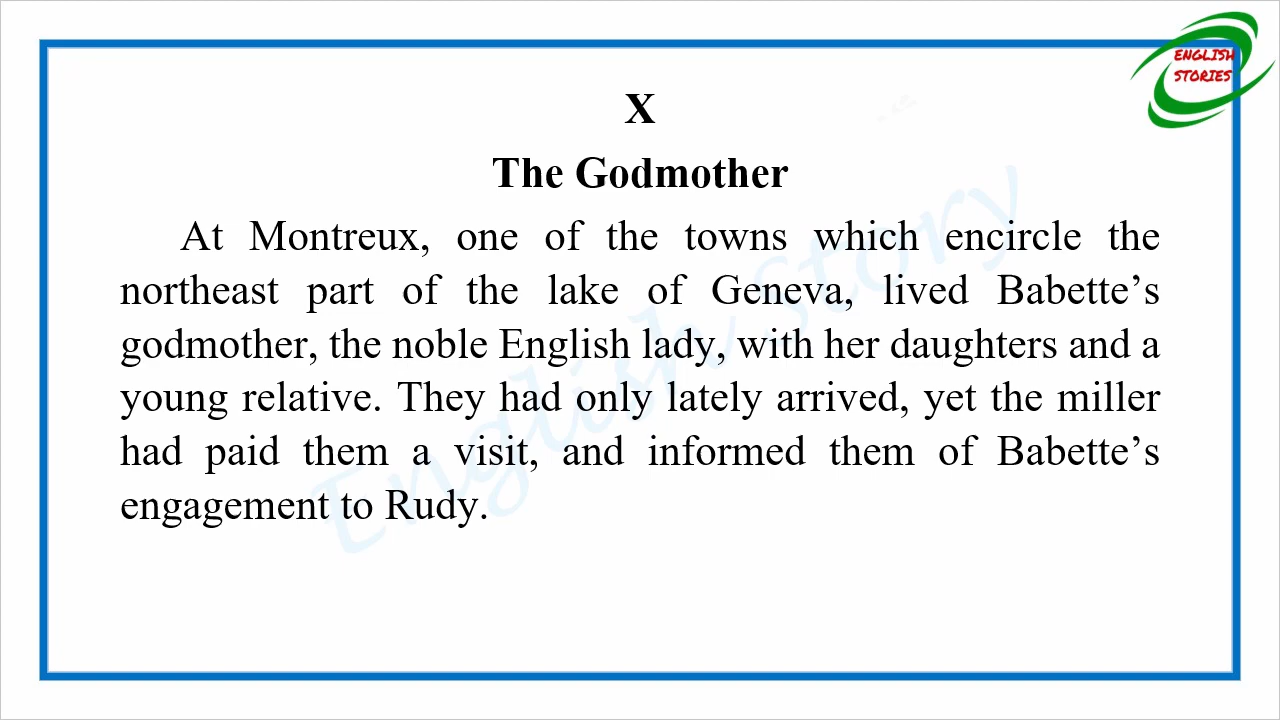 ENGLISH
STORIES
X
The Godmother
At Montreux, one of the towns which encircle the
northeast part of the lake of Geneva, lived Babette’s
godmother, the noble English lady, with her daughters and a
young relative. They had only lately arrived, yet the miller
had paid them a visit, and informed them of Babette’s
engagement to Rudy.
English Story